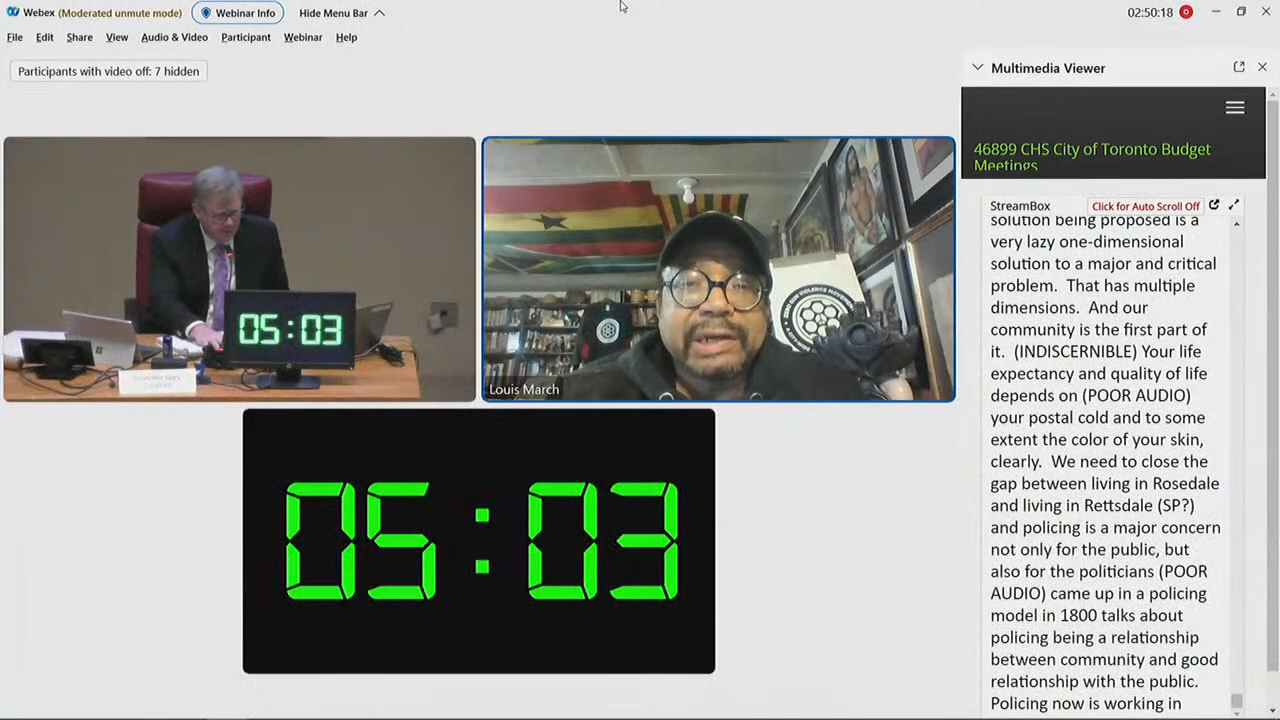 Webex (Moderated unmute mode) Webinar Info Hide Menu Bar 02:50:18
File Edit Share View Audio & Video Participant Webinar Help
Participants with video off: 7 hidden
Multimedia Viewer
46899 CHS City of Toronto Budget
Meetings
StreamBox Click for Auto Scroll Off
solution being proposed is a
very lazy one-dimensional
solution to a major and critical
problem. That has multiple
dimensions. And our
community is the first part of
it. (INDISCERNIBLE) Your life
expectancy and quality of life
depends on (POOR AUDIO)
your postal cold and to some
extent the color of your skin,
clearly. We need to close the
gap between living in Rosedale
and living in Rettsdale (SP?)
and policing is a major concern
not only for the public, but
also for the politicians (POOR
AUDIO) came up in a policing
model in 1800 talks about
policing being a relationship
between community and good
relationship with the public.
Policing now is working in
05:03
ZERO GUN VIOLENCE MOVEMENT
Louis March
05:03